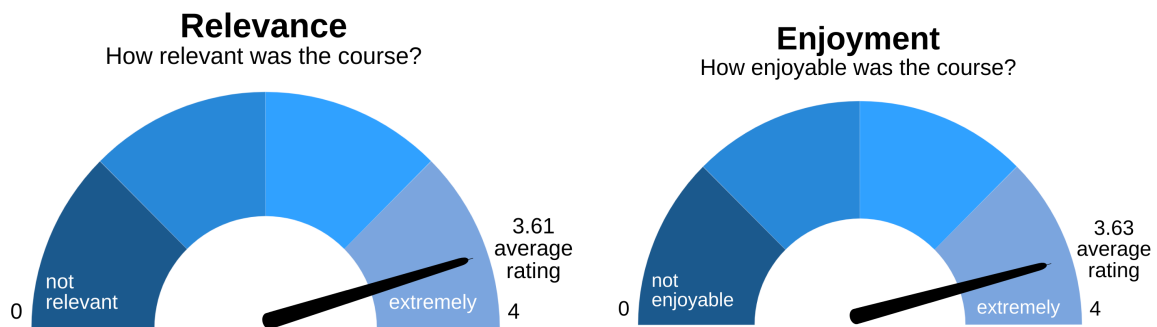 Relevance
How relevant was the course?
not
relevant
extremely
0
4
3.61
average
rating
Enjoyment
How enjoyable was the course?
not
enjoyable
extremely
0
4
3.63
average
rating